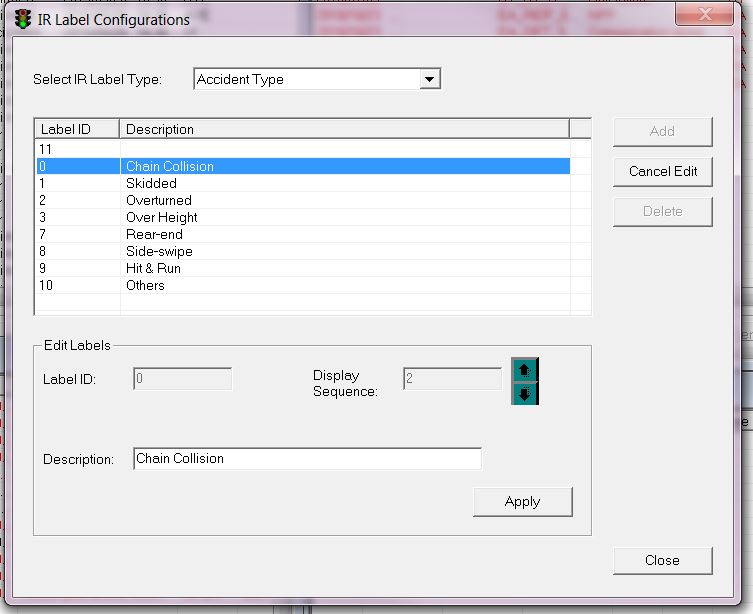 IR Label Configurations
Select IR Label Type: Accident Type
Label ID Description
11
0 Chain Collision
1 Skidded
2 Overturned
3 Over Height
7 Rear-end
8 Side-swipe
9 Hit & Run
10 Others
Add
Cancel Edit
Delete
Edit Labels
Label ID: 0
Display Sequence: 2
Description: Chain Collision
Apply
Close